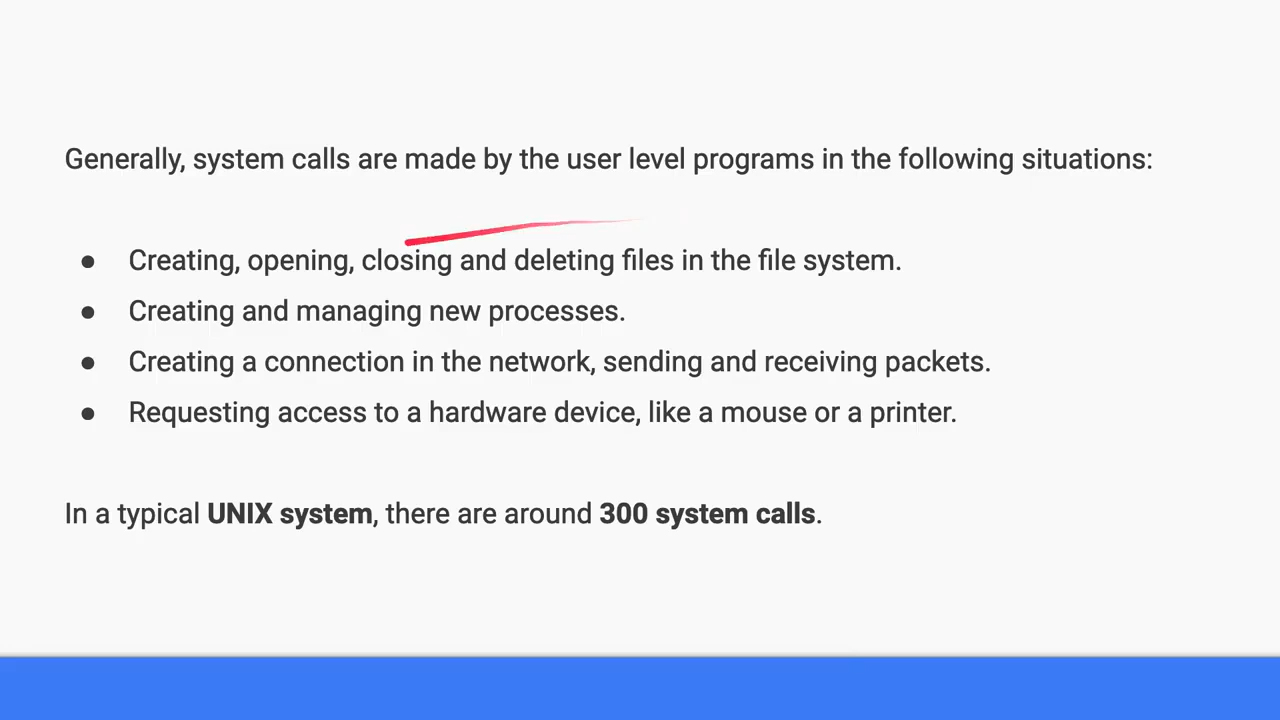 Generally, system calls are made by the user level programs in the following situations:
● Creating, opening, closing and deleting files in the file system.
● Creating and managing new processes.
● Creating a connection in the network, sending and receiving packets.
● Requesting access to a hardware device, like a mouse or a printer.
In a typical UNIX system, there are around 300 system calls.